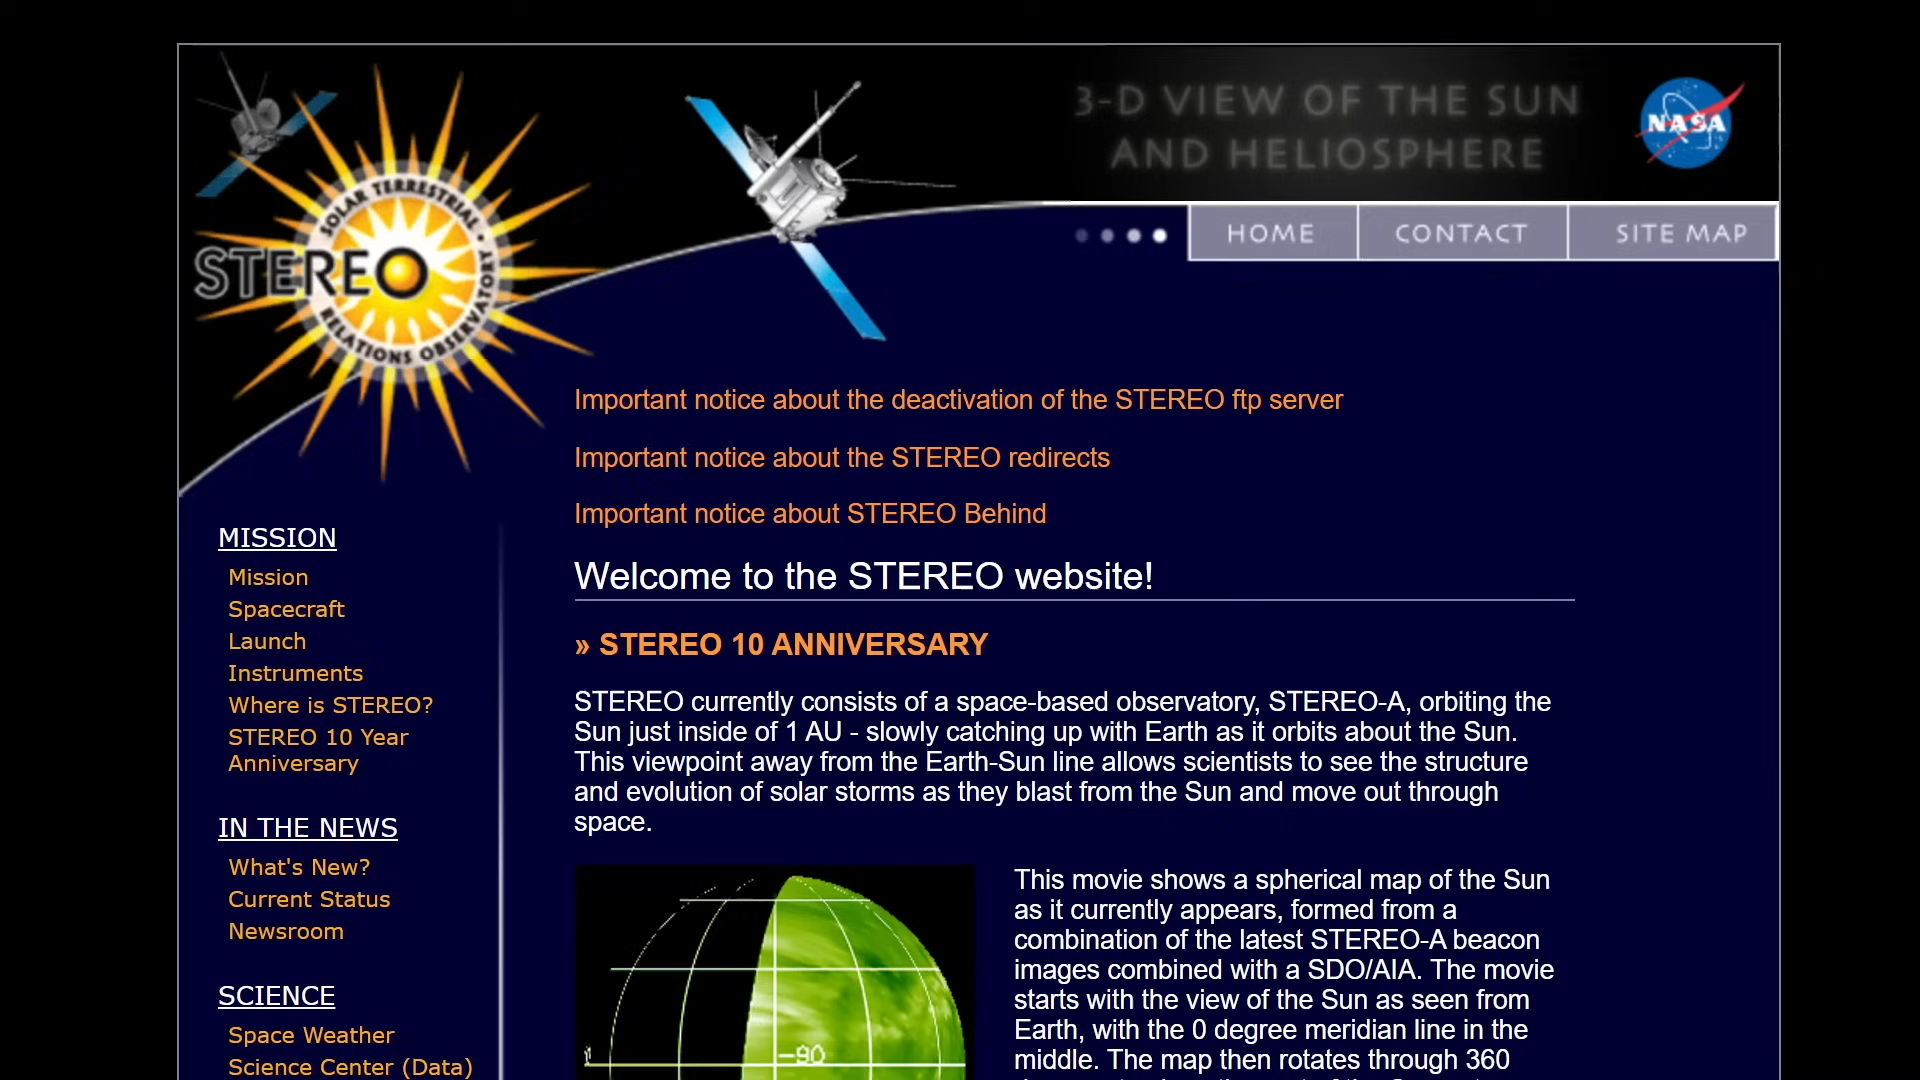 3-D VIEW OF THE SUN
AND HELIOSPHERE
NASA
SOLAR TERRESTRIAL
STEREO
RELATIONS OBSERVATORY
HOME
CONTACT
SITE MAP
Important notice about the deactivation of the STEREO ftp server
Important notice about the STEREO redirects
Important notice about STEREO Behind
MISSION
Mission
Spacecraft
Launch
Instruments
Where is STEREO?
STEREO 10 Year
Anniversary
IN THE NEWS
What's New?
Current Status
Newsroom
SCIENCE
Space Weather
Science Center (Data)
Welcome to the STEREO website!
» STEREO 10 ANNIVERSARY
STEREO currently consists of a space-based observatory, STEREO-A, orbiting the
Sun just inside of 1 AU - slowly catching up with Earth as it orbits about the Sun.
This viewpoint away from the Earth-Sun line allows scientists to see the structure
and evolution of solar storms as they blast from the Sun and move out through
space.
-90
This movie shows a spherical map of the Sun
as it currently appears, formed from a
combination of the latest STEREO-A beacon
images combined with a SDO/AIA. The movie
starts with the view of the Sun as seen from
Earth, with the 0 degree meridian line in the
middle. The map then rotates through 360